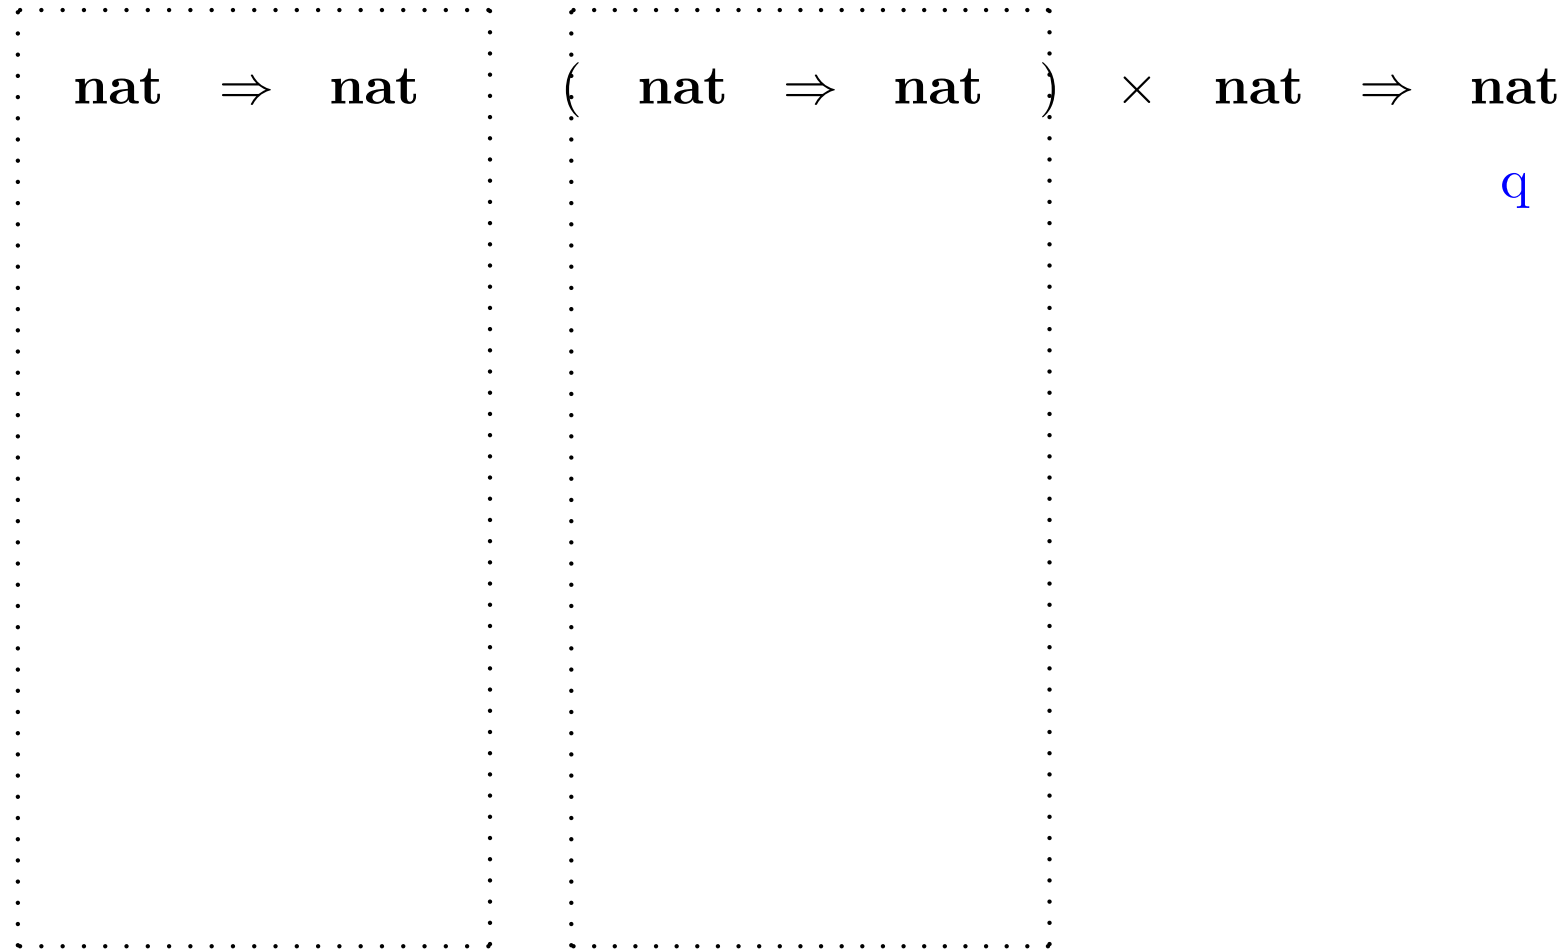 nat ⇒ nat ( nat ⇒ nat ) × nat ⇒ nat
q